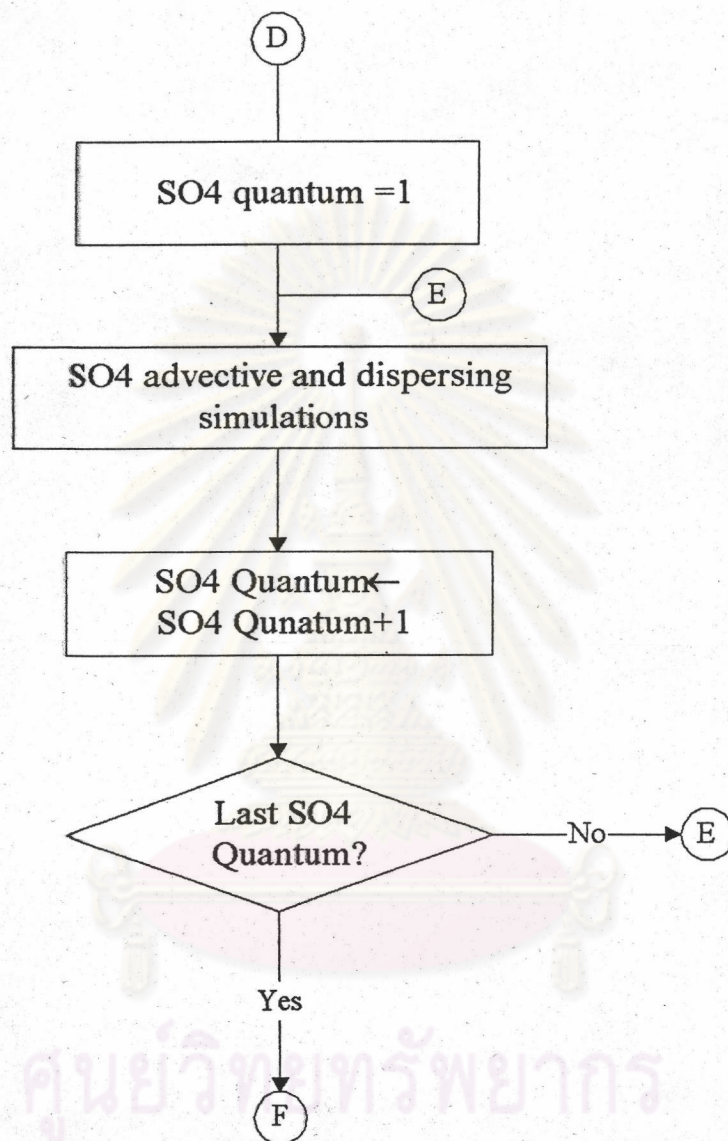 D
SO4 quantum =1
E
SO4 advective and dispersing
simulations
SO4 Quantum←
SO4 Qunatum+1
Last SO4
Quantum?
No
E
Yes
ศูนย์วิทยทรัพยากร
F